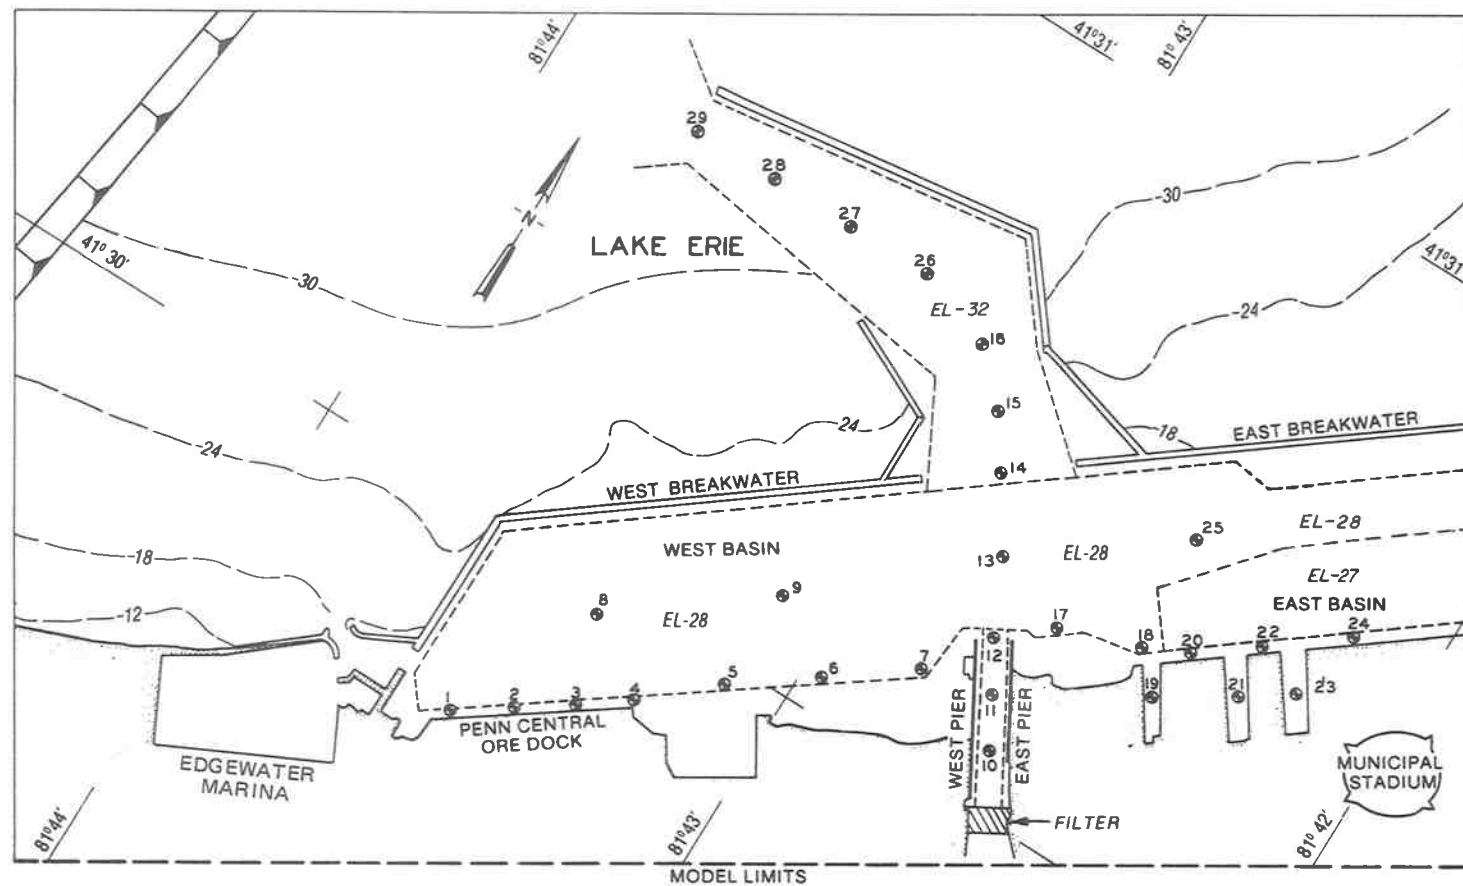 81°44'
41°31'
81°43'
29
28
-30
27
-N-
LAKE ERIE
41° 30'
41°31'
26
-30
EL-32
-24
16
15
24
-18
EAST BREAKWATER
-24
14
WEST BREAKWATER
25
EL-28
WEST BASIN
13
EL-28
-18
EL-27
9
EAST BASIN
8
-12
EL-28
17
24
12
18
20
22
7
6
5
4
3
2
1
19
21
23
11
PENN CENTRAL
ORE DOCK
WEST PIER
EAST PIER
10
EDGEWATER
MARINA
MUNICIPAL
STADIUM
FILTER
81°44'
81°43'
81°42'
MODEL LIMITS